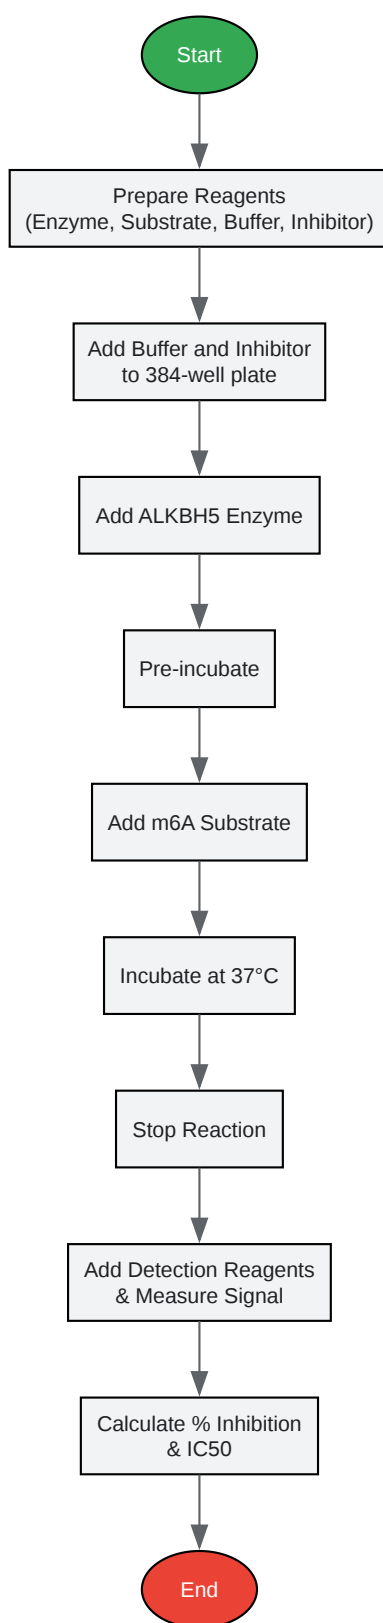 Start
Prepare Reagents
(Enzyme, Substrate, Buffer, Inhibitor)
Add Buffer and Inhibitor
to 384-well plate
Add ALKBH5 Enzyme
Pre-incubate
Add m6A Substrate
Incubate at 37°C
Stop Reaction
Add Detection Reagents
& Measure Signal
Calculate % Inhibition
& IC50
End